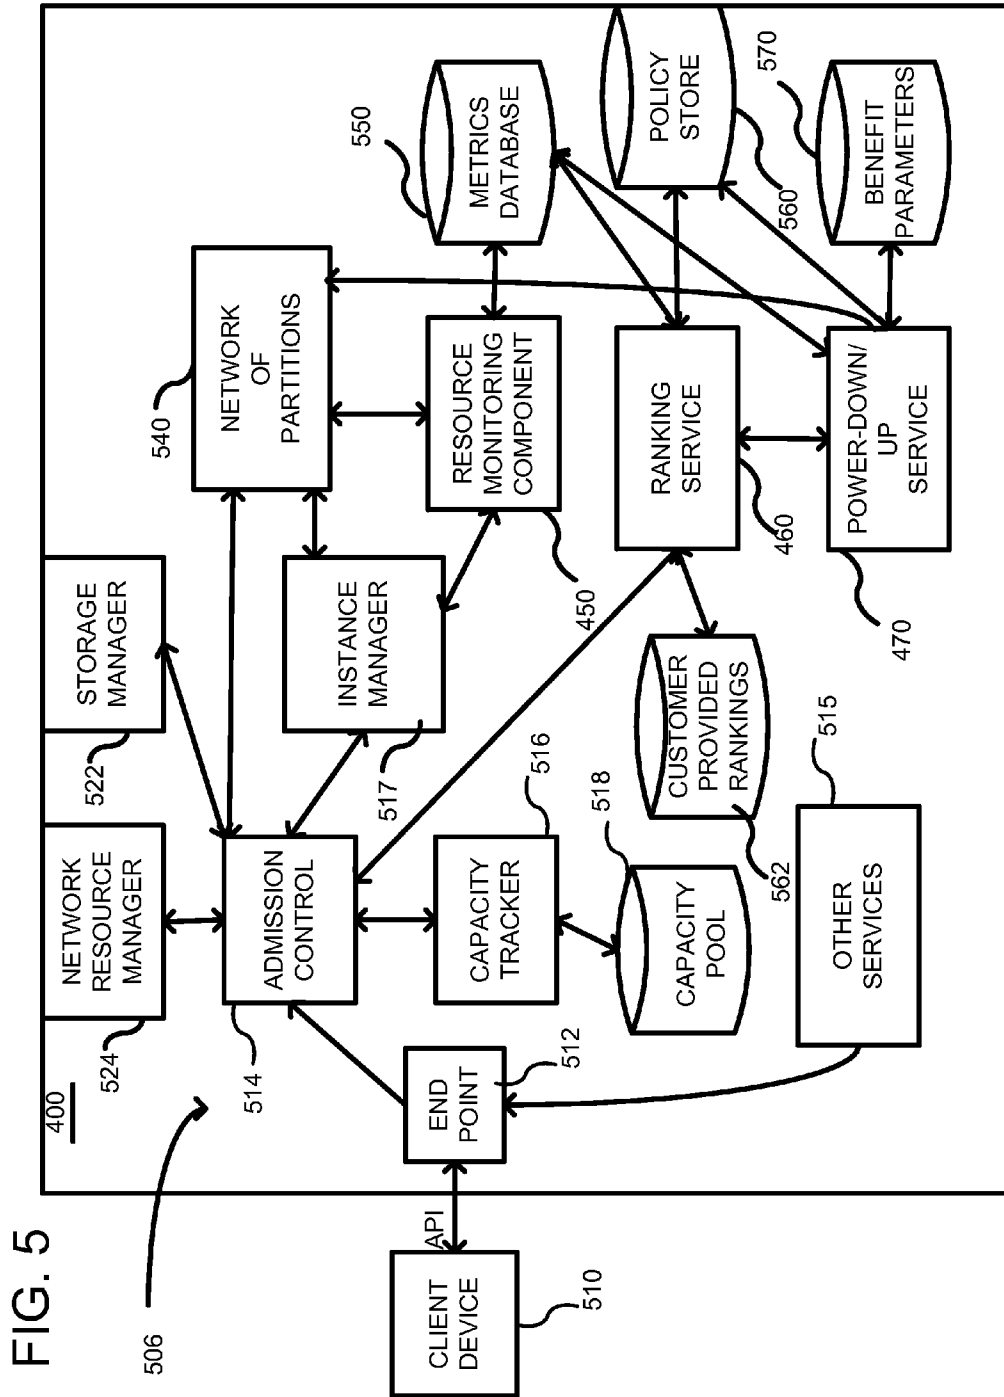 FIG. 5
400
506
CLIENT
DEVICE
510
API
END
POINT
512
NETWORK
RESOURCE
MANAGER
524
STORAGE
MANAGER
522
ADMISSION
CONTROL
514
NETWORK
OF
PARTITIONS
540
INSTANCE
MANAGER
517
CAPACITY
TRACKER
516
CAPACITY
POOL
518
RESOURCE
MONITORING
COMPONENT
450
METRICS
DATABASE
550
RANKING
SERVICE
460
POLICY
STORE
560
CUSTOMER
PROVIDED
RANKINGS
562
POWER-DOWN/
UP
SERVICE
470
BENEFIT
PARAMETERS
570
OTHER
SERVICES
515